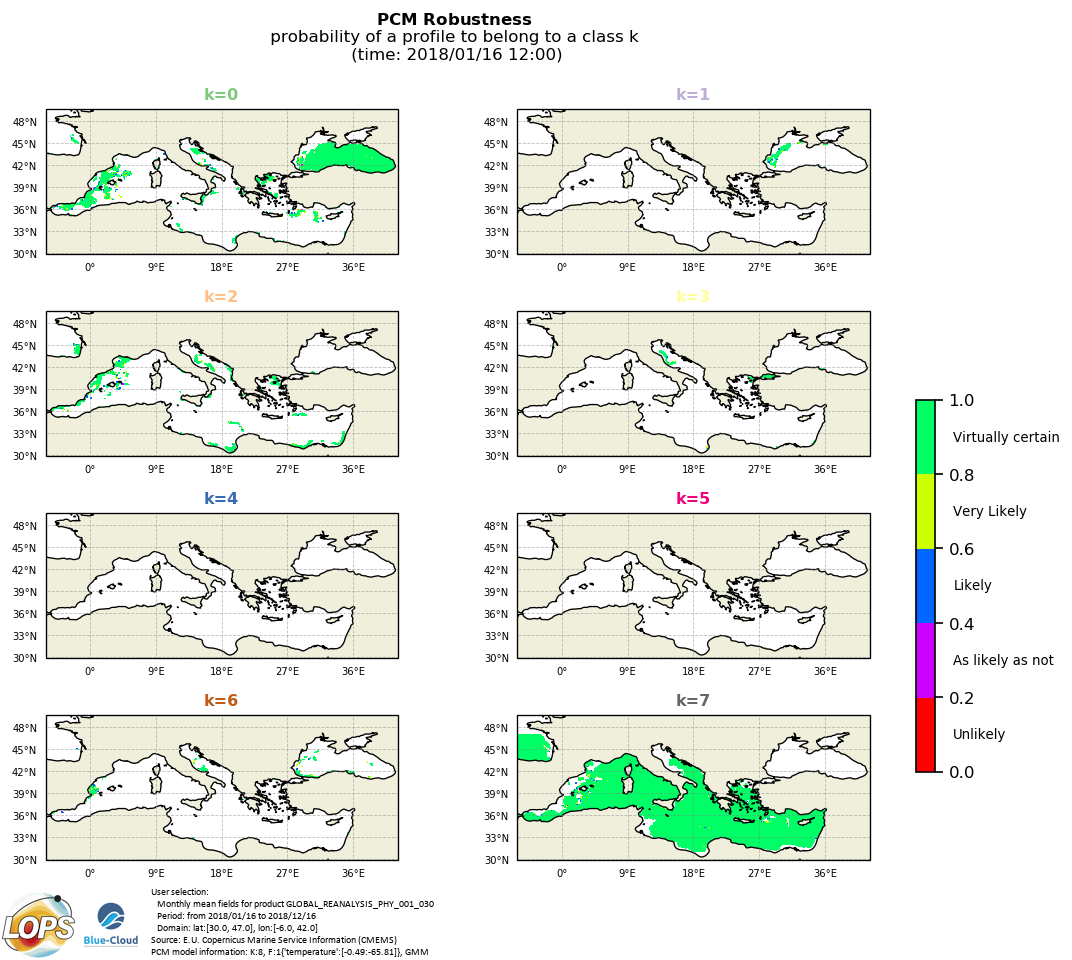 PCM Robustness
probability of a profile to belong to a class k
(time: 2018/01/16 12:00)
k=0
k=1
48°N
45°N
42°N
39°N
36°N
33°N
30°N
0°
9°E
18°E
27°E
36°E
48°N
45°N
42°N
39°N
36°N
33°N
30°N
0°
9°E
18°E
27°E
36°E
k=2
k=3
48°N
45°N
42°N
39°N
36°N
33°N
30°N
0°
9°E
18°E
27°E
36°E
48°N
45°N
42°N
39°N
36°N
33°N
30°N
0°
9°E
18°E
27°E
36°E
k=4
k=5
48°N
45°N
42°N
39°N
36°N
33°N
30°N
0°
9°E
18°E
27°E
36°E
48°N
45°N
42°N
39°N
36°N
33°N
30°N
0°
9°E
18°E
27°E
36°E
k=6
k=7
48°N
45°N
42°N
39°N
36°N
33°N
30°N
0°
9°E
18°E
27°E
36°E
48°N
45°N
42°N
39°N
36°N
33°N
30°N
0°
9°E
18°E
27°E
36°E
1.0
Virtually certain
0.8
Very Likely
0.6
Likely
0.4
As likely as not
0.2
Unlikely
0.0
LOPS
Blue-Cloud
User selection:
Monthly mean fields for product GLOBAL_REANALYSIS_PHY_001_030
Period: from 2018/01/16 to 2018/12/16
Domain: lat:[30.0, 47.0], lon:[-6.0, 42.0]
Source: E.U. Copernicus Marine Service Information (CMEMS)
PCM model information: K:8, F:1{'temperature':[-0.49:-65.81]}, GMM